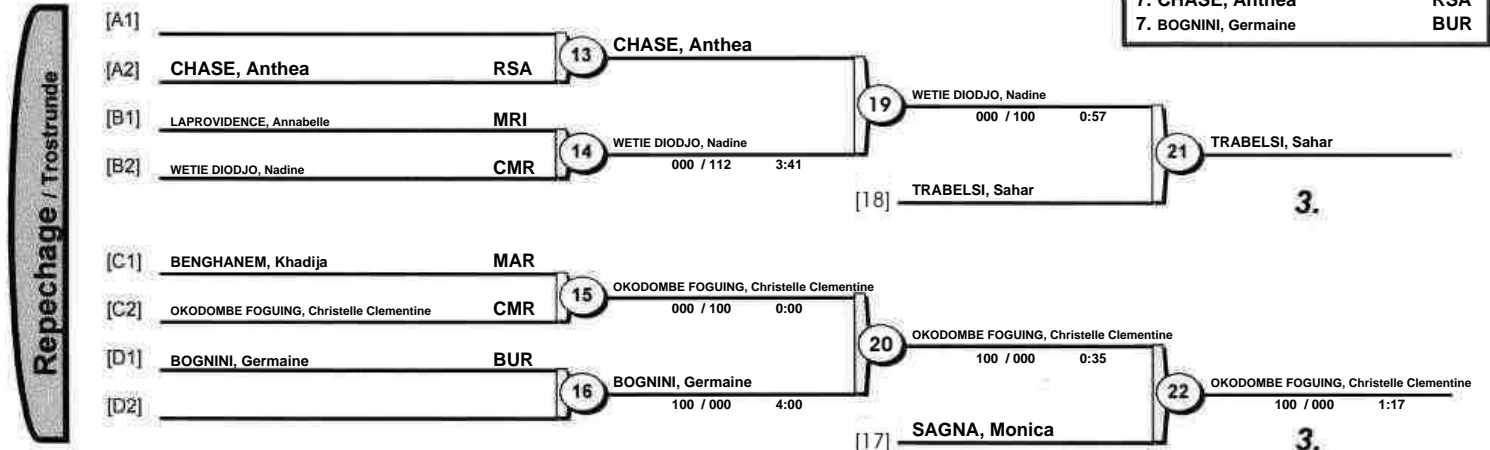 7. CHASE, Anthea RSA
7. BOGNINI, Germaine BUR
Repechage / Trostrunde
[A1]
[A2] CHASE, Anthea RSA
13
CHASE, Anthea
[B1] LAPROVIDENCE, Annabelle MRI
[B2] WETIE DIODJO, Nadine CMR
14
WETIE DIODJO, Nadine
000 / 112 3:41
19
WETIE DIODJO, Nadine
000 / 100 0:57
[18] TRABELSI, Sahar
21
TRABELSI, Sahar
3.
[C1] BENGHANEM, Khadija MAR
[C2] OKODOMBE FOGUING, Christelle Clementine CMR
15
OKODOMBE FOGUING, Christelle Clementine
000 / 100 0:00
[D1] BOGNINI, Germaine BUR
[D2]
16
BOGNINI, Germaine
100 / 000 4:00
20
OKODOMBE FOGUING, Christelle Clementine
100 / 000 0:35
[17] SAGNA, Monica
22
OKODOMBE FOGUING, Christelle Clementine
100 / 000 1:17
3.